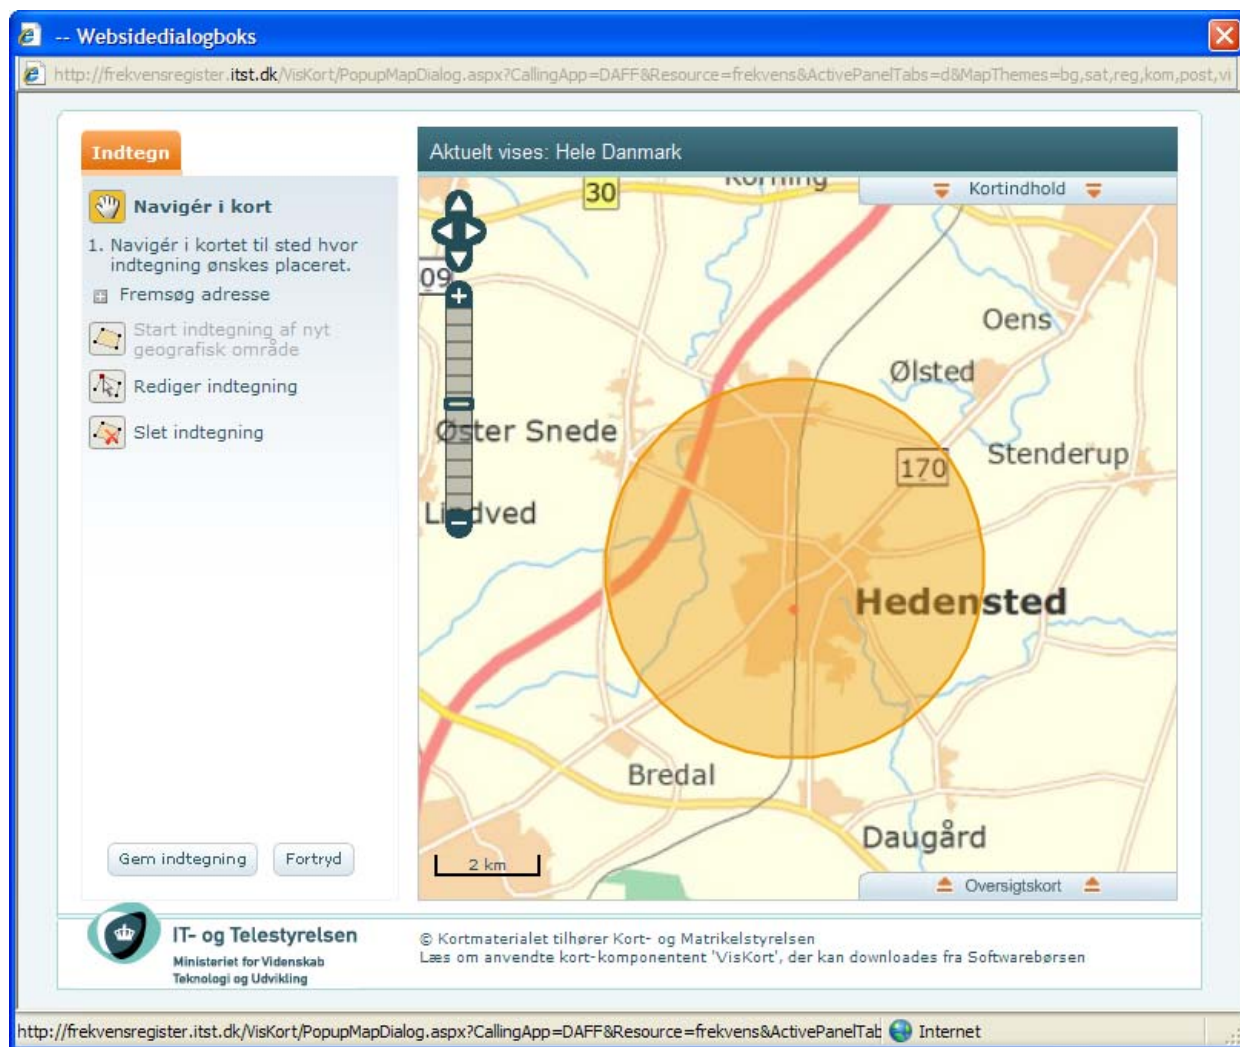 -- Websidedialogboks
http://frekvensregister.itst.dk/VisKort/PopupMapDialog.aspx?CallingApp=DAFF&Resource=frekvens&ActivePanelTabs=d&MapThemes=bg,sat,reg,kom,post,vi
Indtegn
Navigér i kort
1. Navigér i kortet til sted hvor
indtegning ønskes placeret.
Fremsøg adresse
Start indtegning af nyt
geografisk område
Rediger indtegning
Slet indtegning
Gem indtegning
Fortryd
Aktuelt vises: Hele Danmark
Kortindhold
30
Korning
09
Oens
Ølsted
Øster Snede
170
Stenderup
Lindved
Hedensted
Bredal
Daugård
2 km
Oversigtskort
IT- og Telestyrelsen
Ministeriet for Videnskab
Teknologi og Udvikling
© Kortmaterialet tilhører Kort- og Matrikelstyrelsen
Læs om anvendte kort-komponentent 'VisKort', der kan downloades fra Softwarebørsen
http://frekvensregister.itst.dk/VisKort/PopupMapDialog.aspx?CallingApp=DAFF&Resource=frekvens&ActivePanelTab
Internet